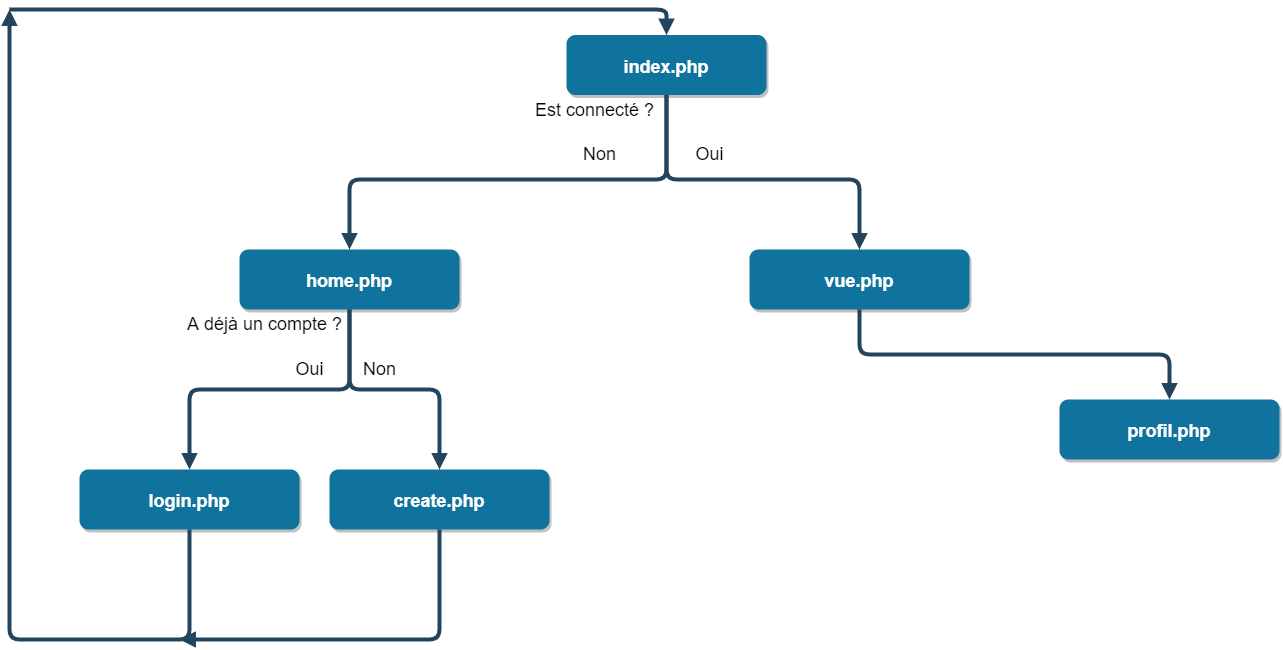 index.php
Est connecté ?
Non
Oui
home.php
vue.php
A déjà un compte ?
Oui
Non
profil.php
login.php
create.php